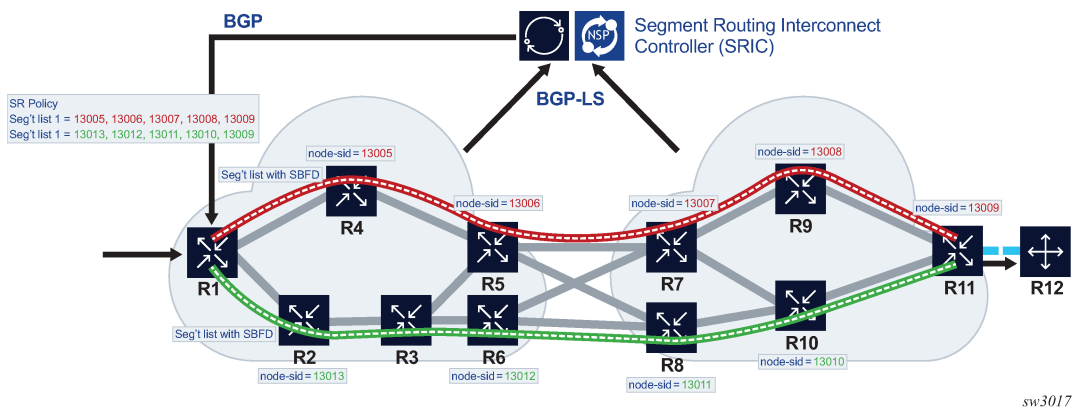 BGP
Segment Routing Interconnect
Controller (SRIC)
NSP
BGP-LS
SR Policy
Seg't list 1 = 13005, 13006, 13007, 13008, 13009
Seg't list 1 = 13013, 13012, 13011, 13010, 13009
node-sid = 13005
node-sid = 13008
Seg't list with SBFD
node-sid = 13006
node-sid = 13007
node-sid = 13009
R4
R9
R1
R5
R7
R11
R12
Seg't list with SBFD
R2
R3
R6
R8
R10
node-sid = 13013
node-sid = 13012
node-sid = 13011
node-sid = 13010
sw3017